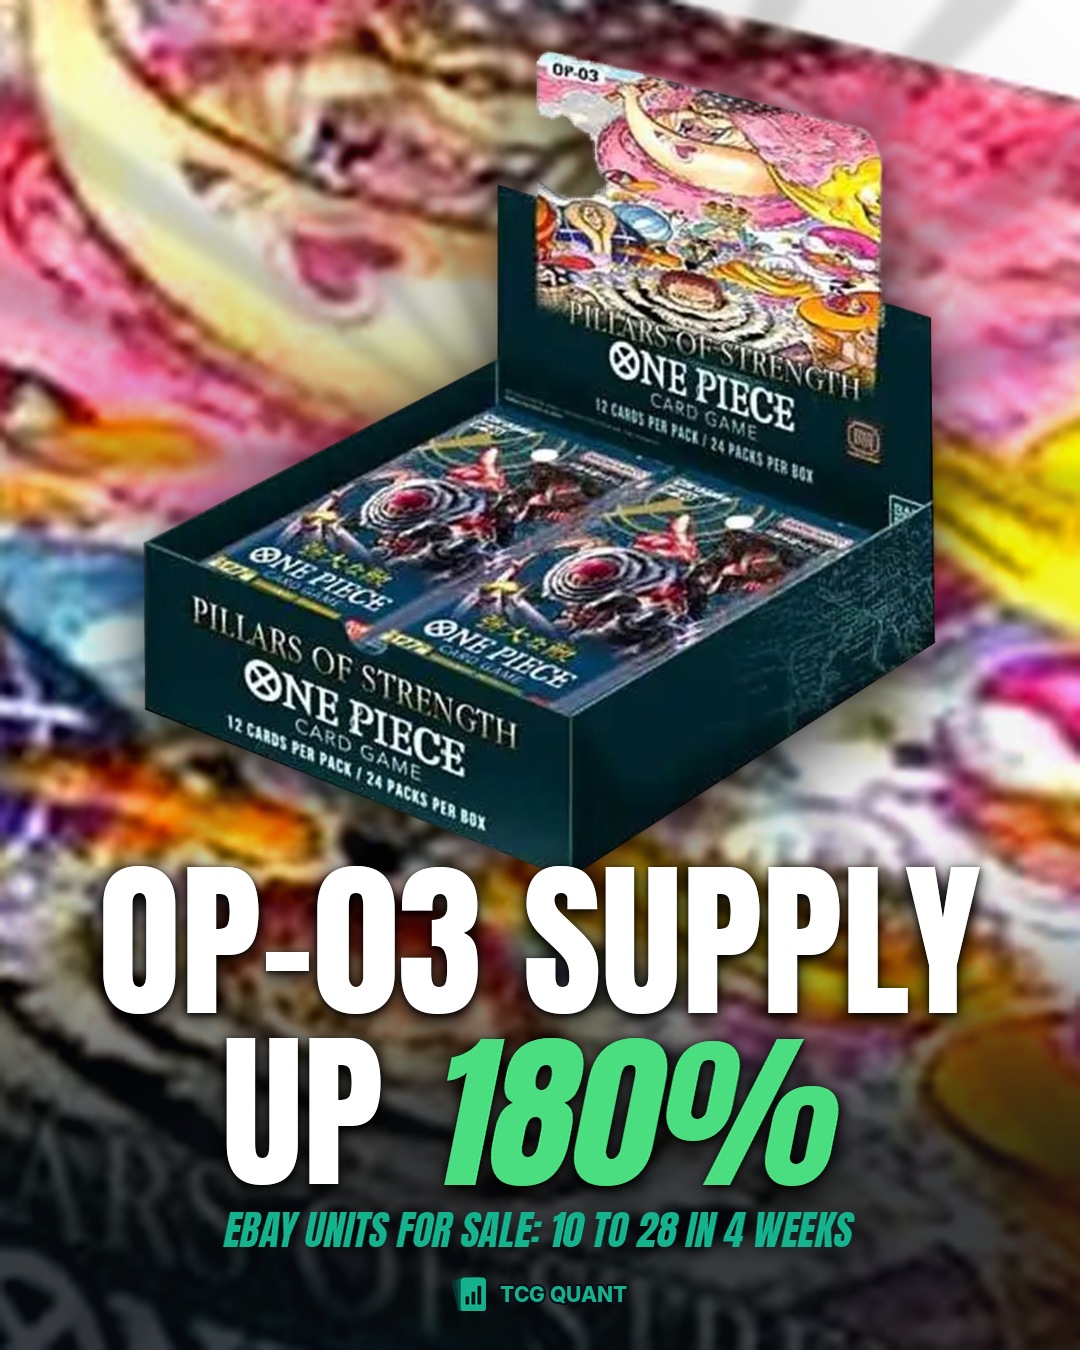 OP-03
PILLARS OF STRENGTH
ONE PIECE
CARD GAME
12 CARDS PER PACK / 24 PACKS PER BOX
ONE PIECE
CARD GAME
ONE PIECE
CARD GAME
PILLARS OF STRENGTH
ONE PIECE
CARD GAME
12 CARDS PER PACK / 24 PACKS PER BOX
OP-03 SUPPLY
UP 180%
EBAY UNITS FOR SALE: 10 TO 28 IN 4 WEEKS
TCG QUANT